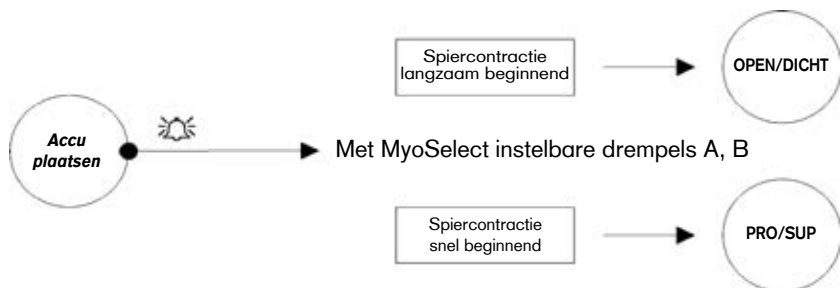 Spiercontractie
langzaam beginnend
OPEN/DICHT
Accu
plaatsen
Met MyoSelect instelbare drempels A, B
Spiercontractie
snel beginnend
PRO/SUP